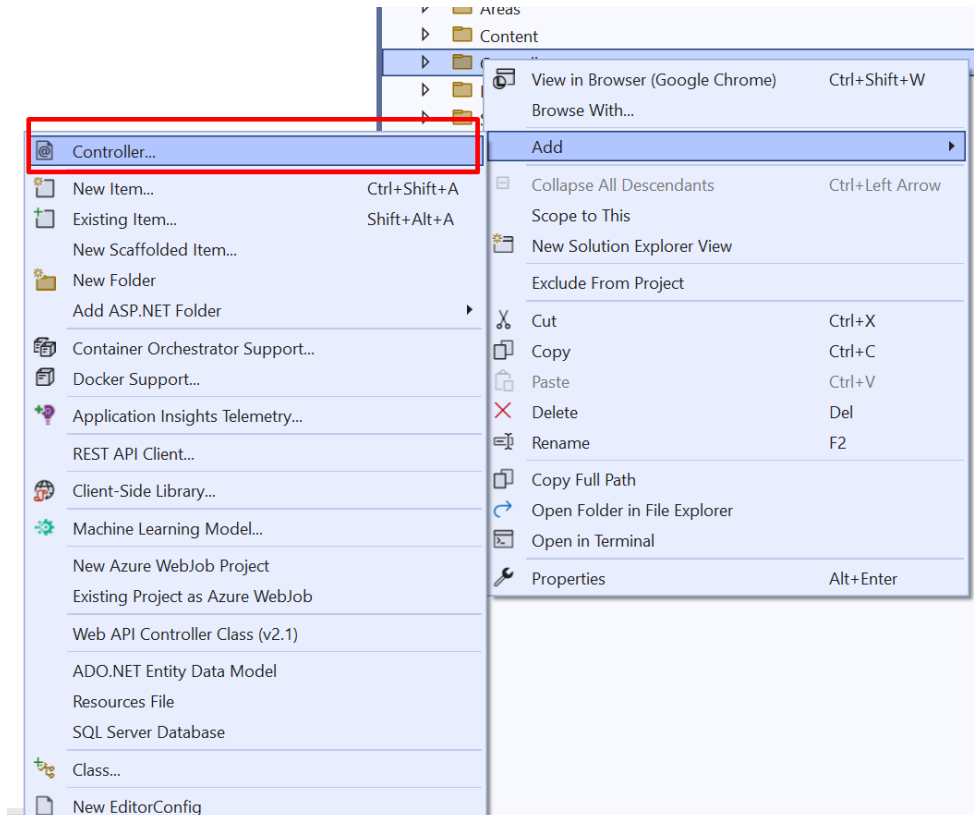 Areas
Content
View in Browser (Google Chrome) Ctrl+Shift+W
Browse With...
Add
Collapse All Descendants Ctrl+Left Arrow
Scope to This
New Solution Explorer View
Exclude From Project
Cut Ctrl+X
Copy Ctrl+C
Paste Ctrl+V
Delete Del
Rename F2
Copy Full Path
Open Folder in File Explorer
Open in Terminal
Properties Alt+Enter
Controller...
New Item... Ctrl+Shift+A
Existing Item... Shift+Alt+A
New Scaffolded Item...
New Folder
Add ASP.NET Folder
Container Orchestrator Support...
Docker Support...
Application Insights Telemetry...
REST API Client...
Client-Side Library...
Machine Learning Model...
New Azure WebJob Project
Existing Project as Azure WebJob
Web API Controller Class (v2.1)
ADO.NET Entity Data Model
Resources File
SQL Server Database
Class...
New EditorConfig